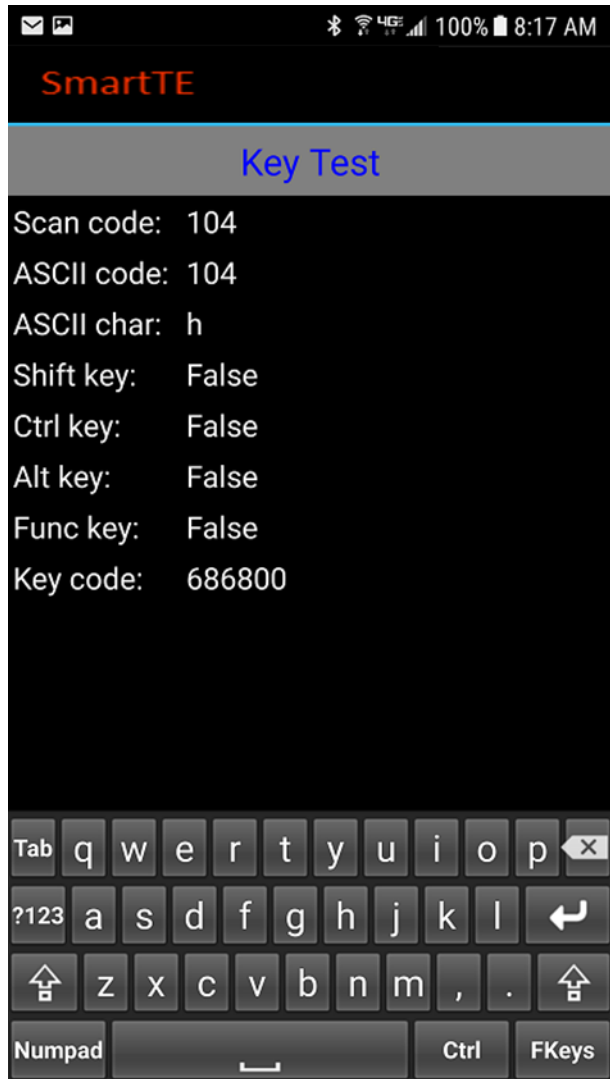 4G 100% 8:17 AM
SmartTE
Key Test
Scan code: 104
ASCII code: 104
ASCII char: h
Shift key: False
Ctrl key: False
Alt key: False
Func key: False
Key code: 686800
Tab q w e r t y u i o p
?123 a s d f g h j k l
z x c v b n m , .
Numpad Ctrl FKeys